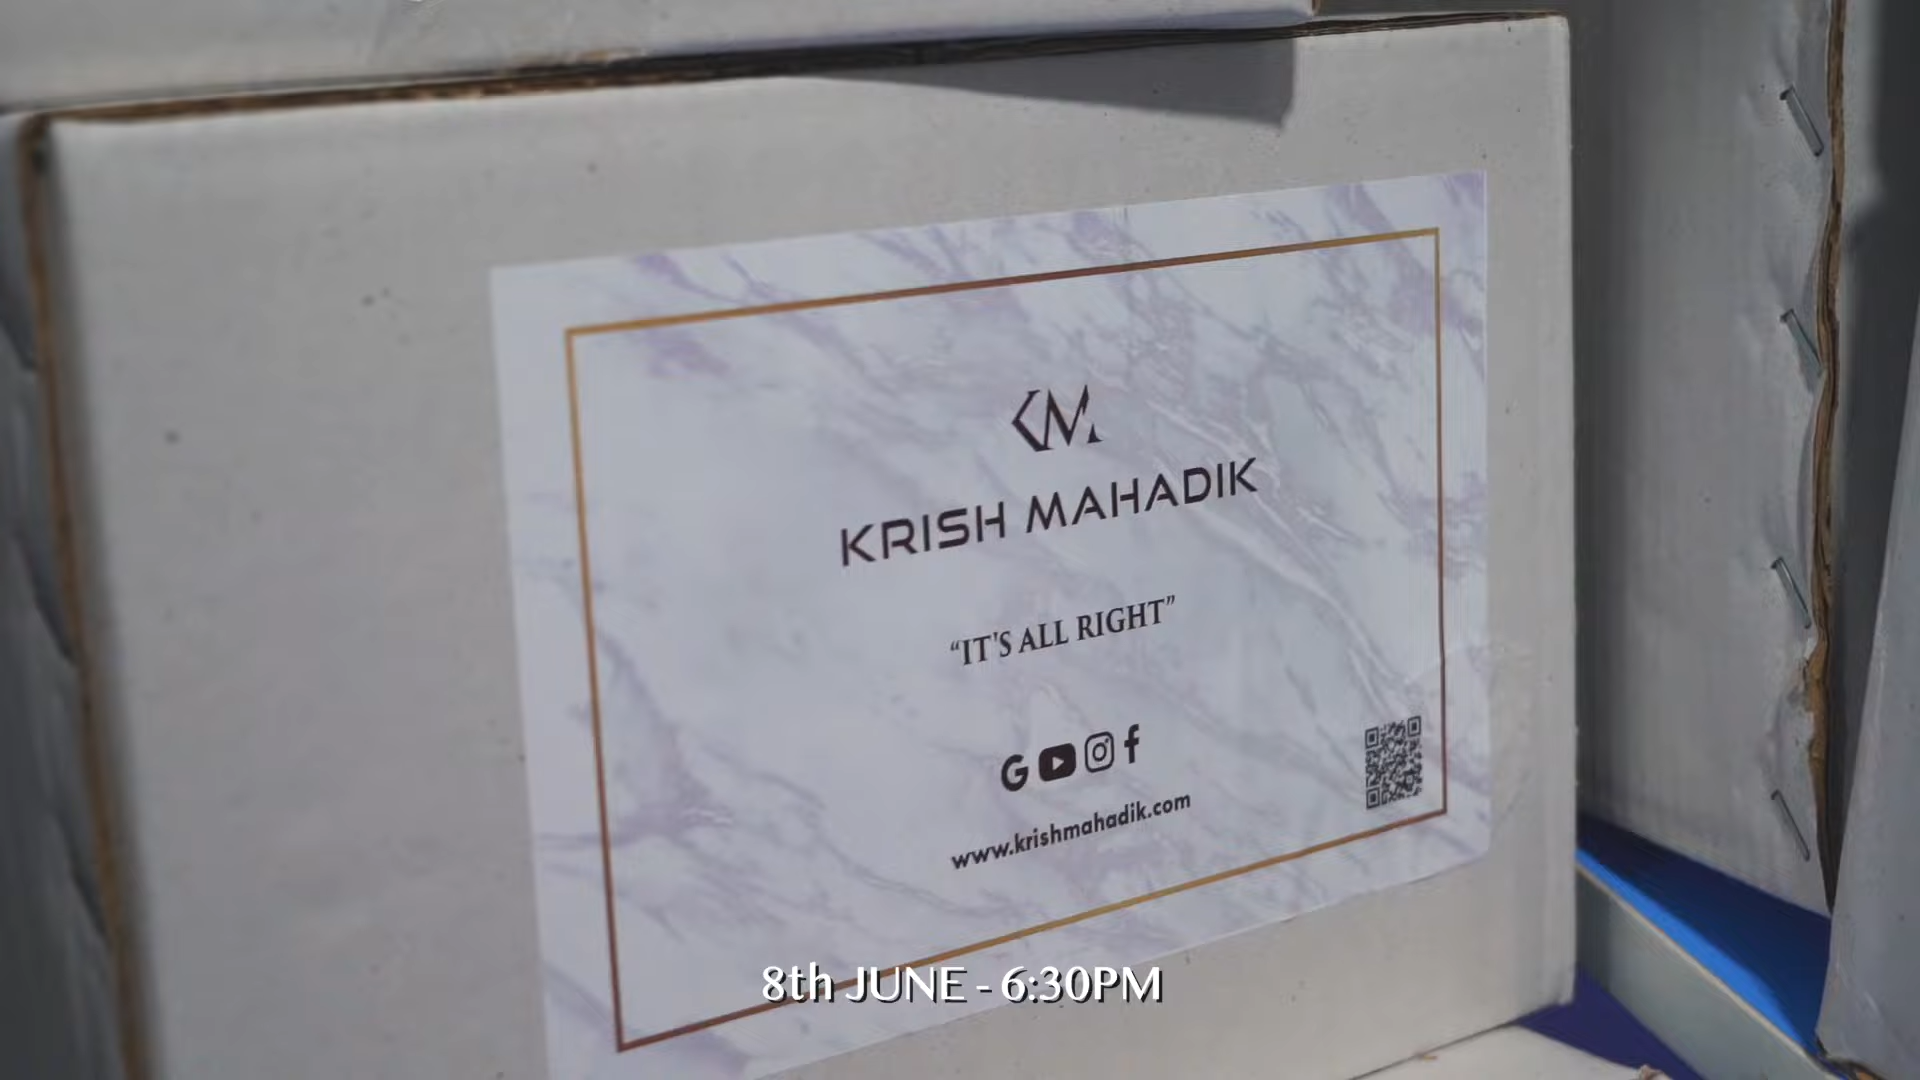 KM
KRISH MAHADIK
“IT'S ALL RIGHT”
www.krishmahadik.com
8th JUNE - 6:30PM